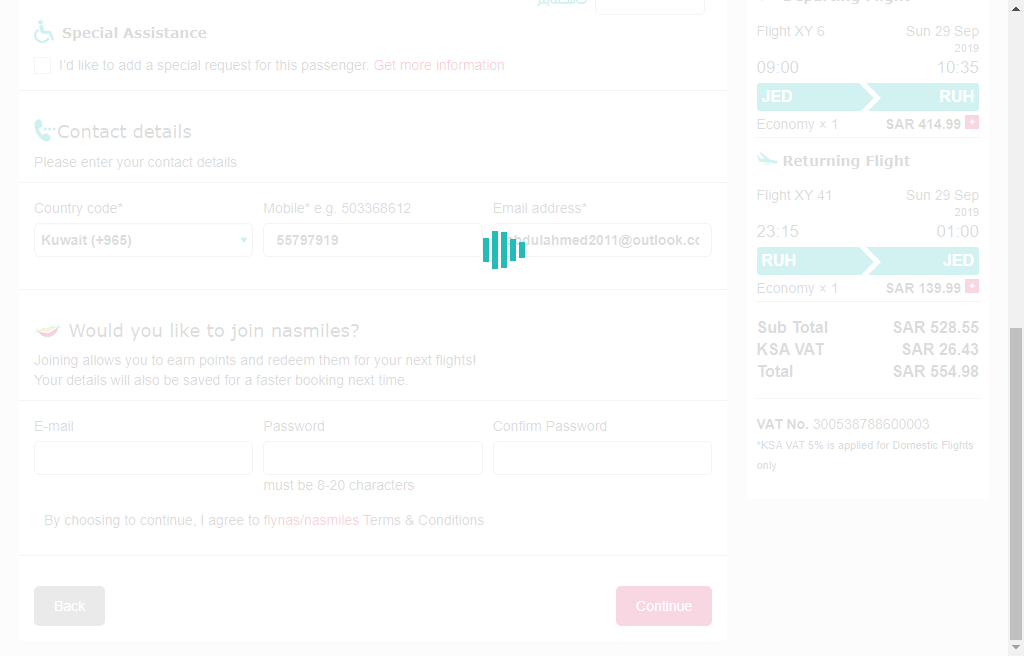 Special Assistance
I'd like to add a special request for this passenger. Get more information
Contact details
Please enter your contact details
Country code*
Mobile* e.g. 503368612
Email address*
Kuwait (+965)
55797919
abdulahmed2011@outlook.cc
Would you like to join nasmiles?
Joining allows you to earn points and redeem them for your next flights!
Your details will also be saved for a faster booking next time.
E-mail
Password
Confirm Password
must be 8-20 characters
By choosing to continue, I agree to flynas/nasmiles Terms & Conditions
Back
Continue
Flight XY 6
Sun 29 Sep
2019
09:00
10:35
JED
RUH
Economy × 1
SAR 414.99 +
Returning Flight
Flight XY 41
Sun 29 Sep
2019
23:15
01:00
RUH
JED
Economy × 1
SAR 139.99 +
Sub Total
SAR 528.55
KSA VAT
SAR 26.43
Total
SAR 554.98
VAT No. 300538788600003
*KSA VAT 5% is applied for Domestic Flights
only